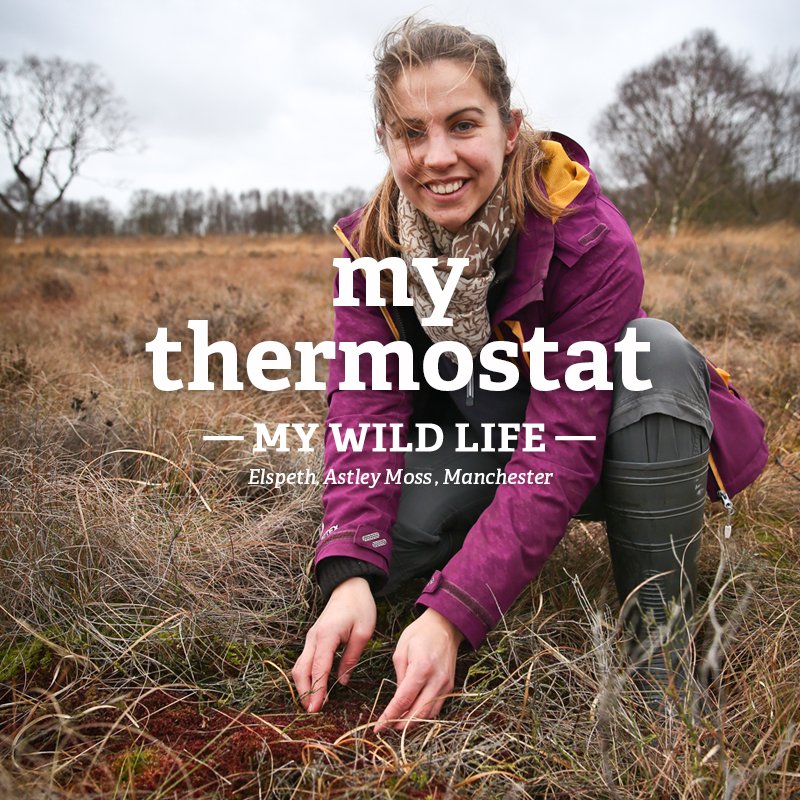 my
thermostat
— MY WILD LIFE —
Elspeth, Astley Moss , Manchester